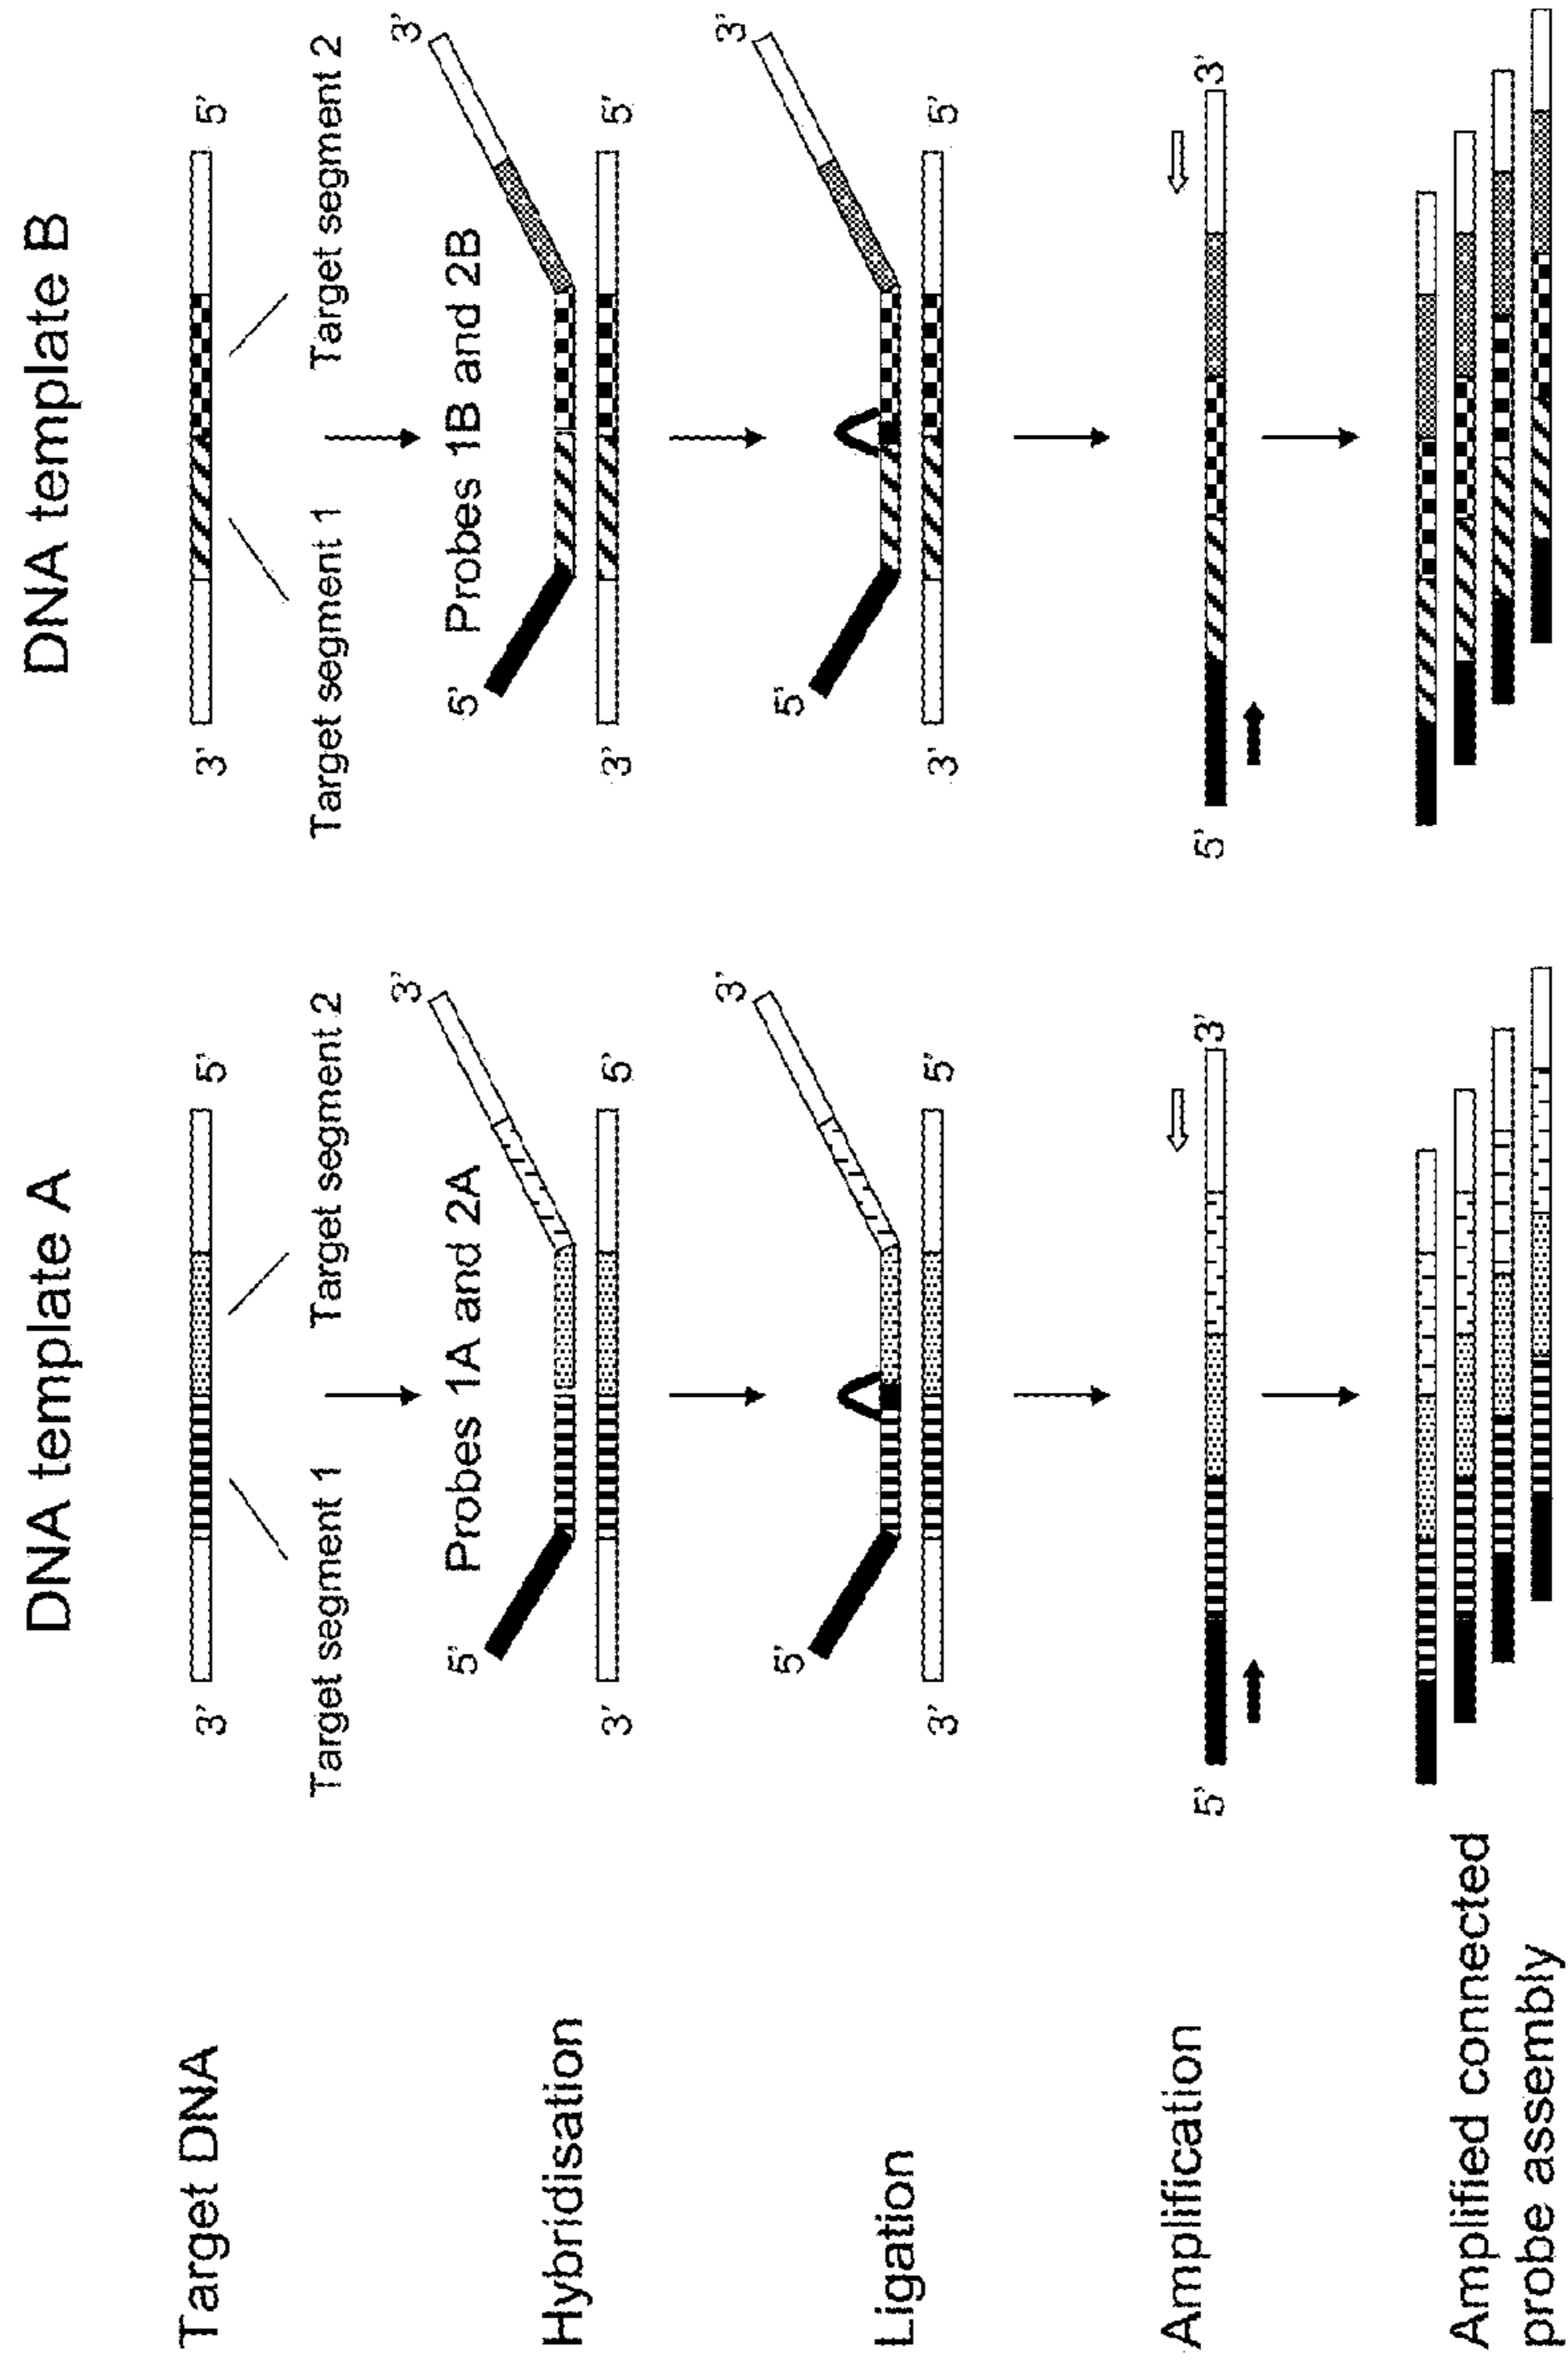 DNA template A
DNA template B
Target DNA
3'
5'
3'
5'
Target segment 1
Target segment 2
Target segment 1
Target segment 2
3'
3'
Probes 1A and 2A
Probes 1B and 2B
5'
5'
Hybridisation
3'
5'
3'
5'
3'
3'
5'
5'
Ligation
3'
5'
3'
5'
Amplification
5'
3'
5'
3'
Amplified connected
probe assembly